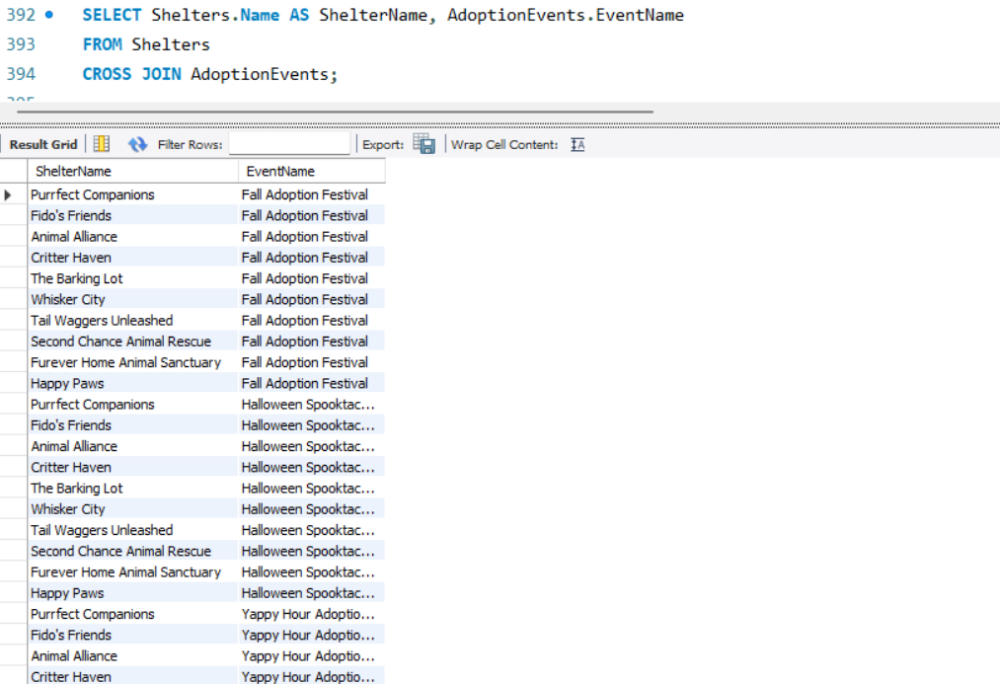 392 SELECT Shelters.Name AS ShelterName, AdoptionEvents.EventName
393 FROM Shelters
394 CROSS JOIN AdoptionEvents;
395
Result Grid Filter Rows: Export: Wrap Cell Content: IA
ShelterName EventName
Purrfect Companions Fall Adoption Festival
Fido's Friends Fall Adoption Festival
Animal Alliance Fall Adoption Festival
Critter Haven Fall Adoption Festival
The Barking Lot Fall Adoption Festival
Whisker City Fall Adoption Festival
Tail Waggers Unleashed Fall Adoption Festival
Second Chance Animal Rescue Fall Adoption Festival
Furever Home Animal Sanctuary Fall Adoption Festival
Happy Paws Fall Adoption Festival
Purrfect Companions Halloween Spooktac...
Fido's Friends Halloween Spooktac...
Animal Alliance Halloween Spooktac...
Critter Haven Halloween Spooktac...
The Barking Lot Halloween Spooktac...
Whisker City Halloween Spooktac...
Tail Waggers Unleashed Halloween Spooktac...
Second Chance Animal Rescue Halloween Spooktac...
Furever Home Animal Sanctuary Halloween Spooktac...
Happy Paws Halloween Spooktac...
Purrfect Companions Yappy Hour Adoptio...
Fido's Friends Yappy Hour Adoptio...
Animal Alliance Yappy Hour Adoptio...
Critter Haven Yappy Hour Adoptio...